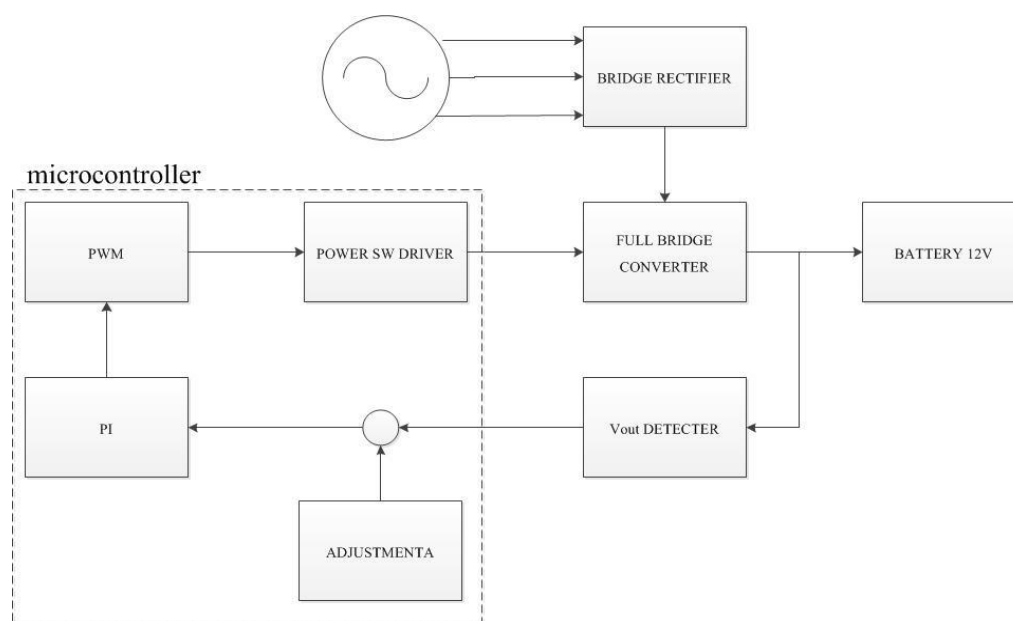 BRIDGE RECTIFIER
microcontroller
PWM
POWER SW DRIVER
FULL BRIDGE
CONVERTER
BATTERY 12V
PI
Vout DETECTER
ADJUSTMENTA